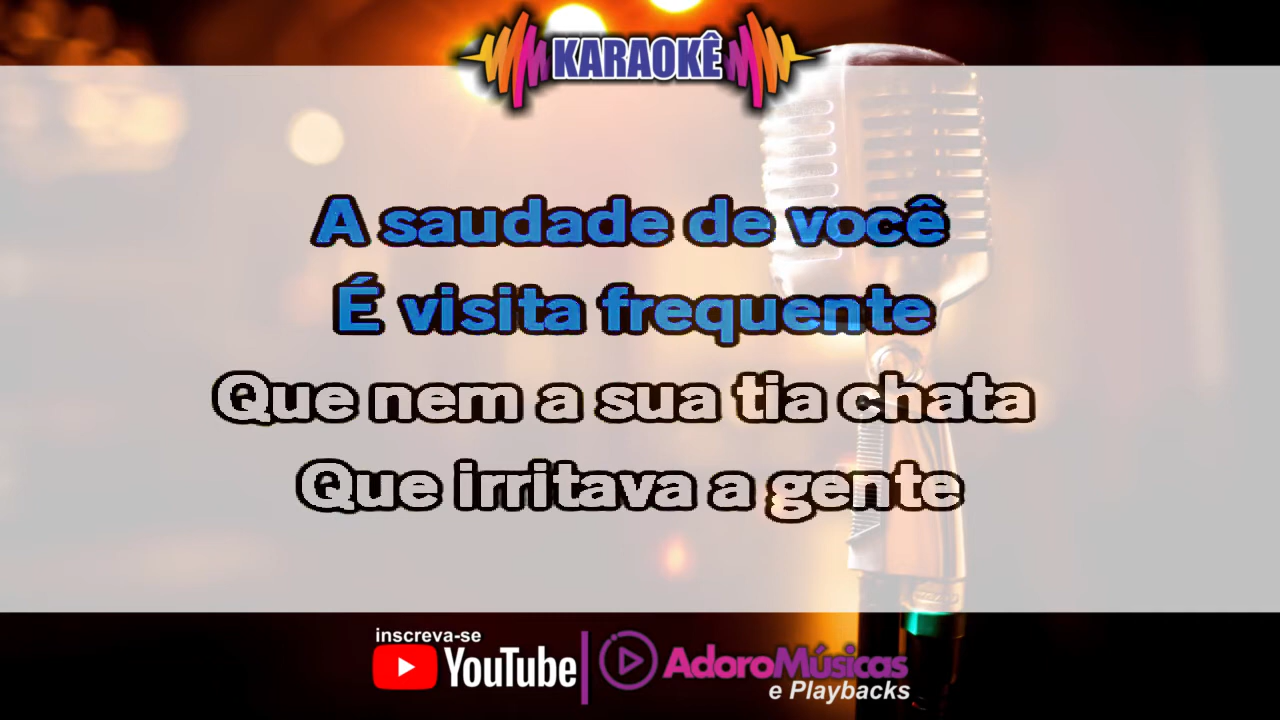 KARAOKÊ
A saudade de você
É visita frequente
Que nem a sua tia chata
Que irritava a gente
inscreva-se
YouTube
AdoroMúsicas
e Playbacks